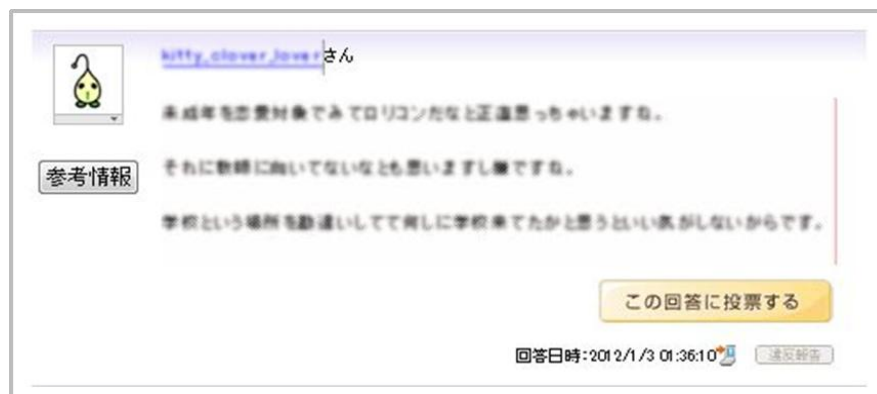 kitty_clover_loverさん
未成年を恋愛対象でみてロリコンだなと正直思っちゃいますね。
参考情報
それに教師に向いてないなとも思いますし嫌ですね。
学校という場所を勘違いしてて何しに学校来てたかと思うといい気がしないからです。
この回答に投票する
回答日時：2012/1/3 01:36:10
違反報告